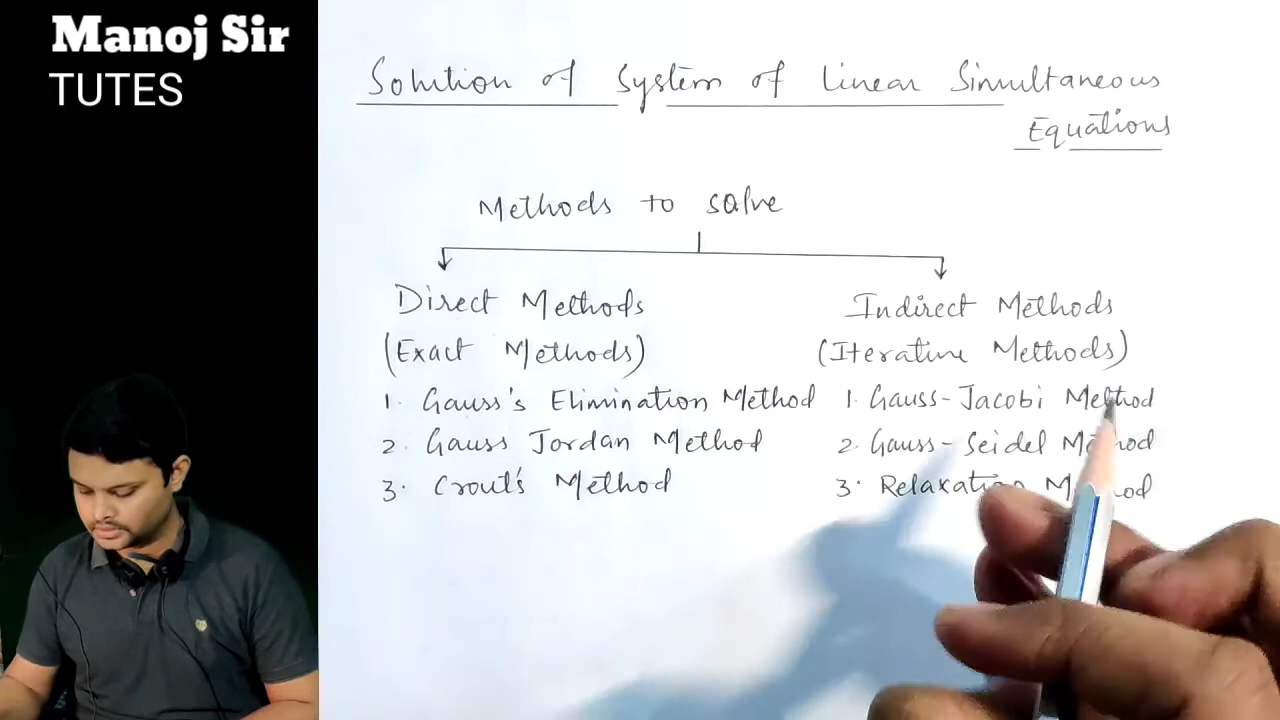 Manoj Sir
TUTES
Solution of System of Linear Simultaneous
Equations
Methods to solve
Direct Methods
(Exact Methods)
1. Gauss's Elimination Method
2. Gauss Jordan Method
3. Crout's Method
Indirect Methods
(Iterative Methods)
1. Gauss-Jacobi Method
2. Gauss-Seidel Method
3. Relaxation Method